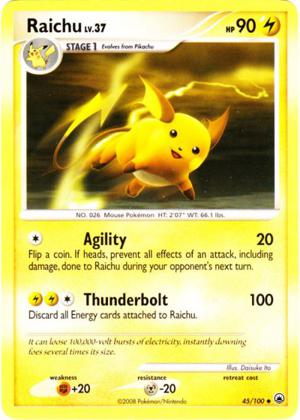 Raichu LV.37 HP 90
STAGE 1 Evolves from Pikachu
NO. 026 Mouse Pokémon HT: 2'07" WT: 66.1 lbs.
Agility 20
Flip a coin. If heads, prevent all effects of an attack, including
damage, done to Raichu during your opponent's next turn.
Thunderbolt 100
Discard all Energy cards attached to Raichu.
It can loose 100,000-volt bursts of electricity, instantly downing
foes several times its size.
weakness resistance retreat cost
+20 -20
Illus. Daisuke Ito
©2008 Pokémon/Nintendo 45/100